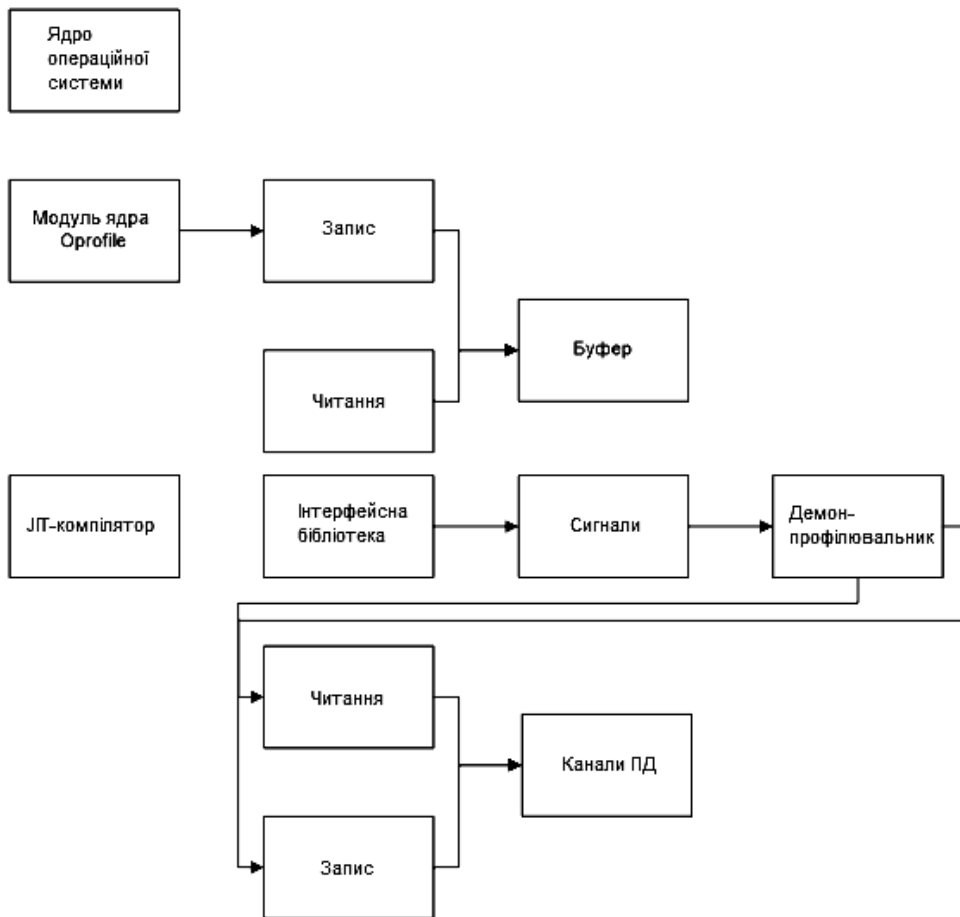 Ядро
операційної
системи
Модуль ядра
Oprofile
Запис
Буфер
Читання
JIT-компілятор
Інтерфейсна
бібліотека
Сигнали
Демон-
профілювальник
Читання
Канали ПД
Запис